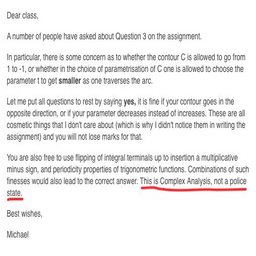 Dear class,
A number of people have asked about Question 3 on the assignment.
In particular, there is some concern as to whether the contour C is allowed to go from
1 to -1, or whether in the choice of parametrisation of C one is allowed to choose the
parameter t to get smaller as one traverses the arc.
Let me put all questions to rest by saying yes, it is fine if your contour goes in the
opposite direction, or if your parameter decreases instead of increases. These are all
cosmetic things that I don't care about (which is why I didn't notice them in writing the
assignment) and you will not lose marks for that.
You are also free to use flipping of integral terminals up to insertion a multiplicative
minus sign, and periodicity properties of trigonometric functions. Combinations of such
finesses would also lead to the correct answer. This is Complex Analysis, not a police
state.
Best wishes,
Michael